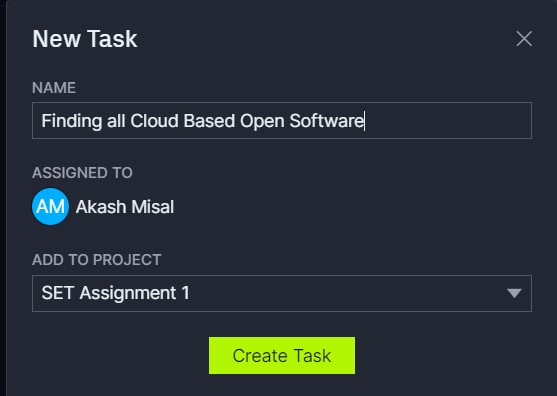 New Task
NAME
Finding all Cloud Based Open Software
ASSIGNED TO
AM Akash Misal
ADD TO PROJECT
SET Assignment 1
Create Task